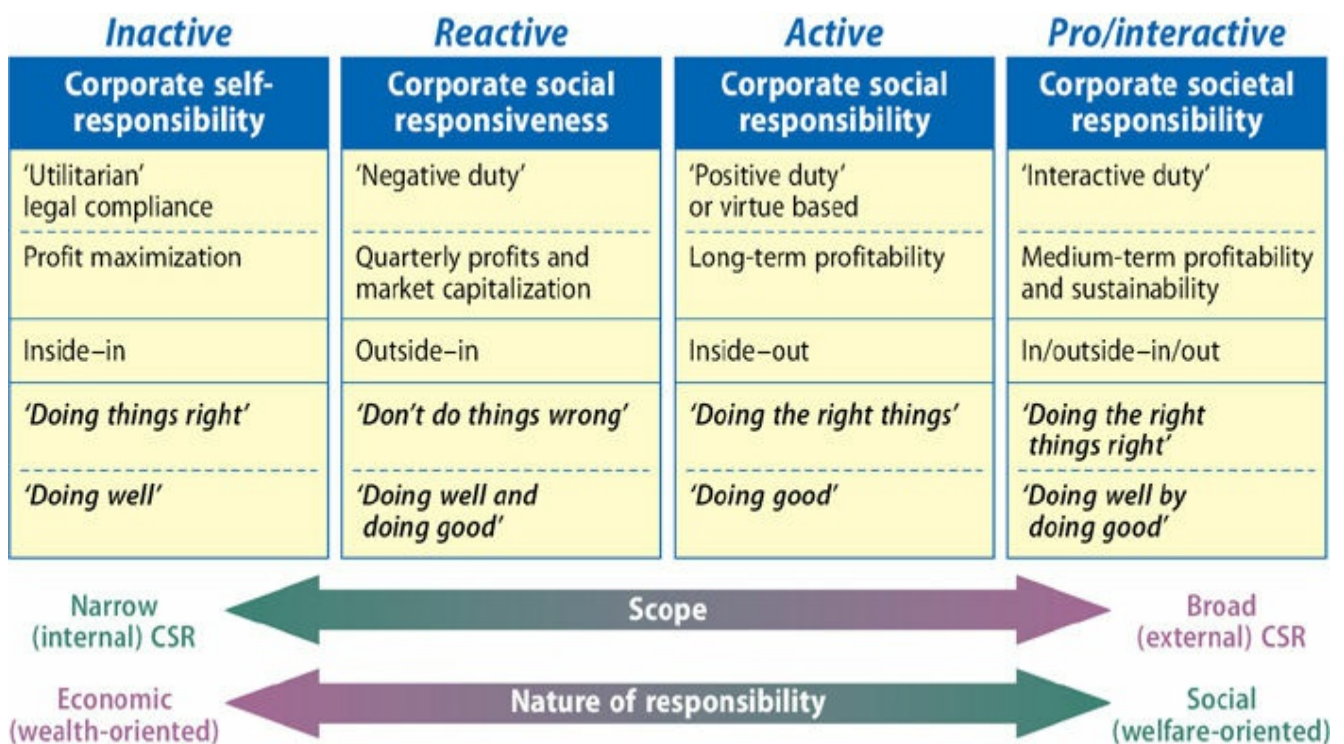 Inactive
Reactive
Active
Pro/interactive
Corporate self-
responsibility
Corporate social
responsiveness
Corporate social
responsibility
Corporate societal
responsibility
‘Utilitarian’
legal compliance
‘Negative duty’
‘Positive duty’
or virtue based
‘Interactive duty’
Profit maximization
Quarterly profits and
market capitalization
Long-term profitability
Medium-term profitability
and sustainability
Inside–in
Outside–in
Inside–out
In/outside–in/out
‘Doing things right’
‘Don’t do things wrong’
‘Doing the right things’
‘Doing the right
things right’
‘Doing well’
‘Doing well and
doing good’
‘Doing good’
‘Doing well by
doing good’
Narrow
(internal) CSR
Scope
Broad
(external) CSR
Economic
(wealth-oriented)
Nature of responsibility
Social
(welfare-oriented)